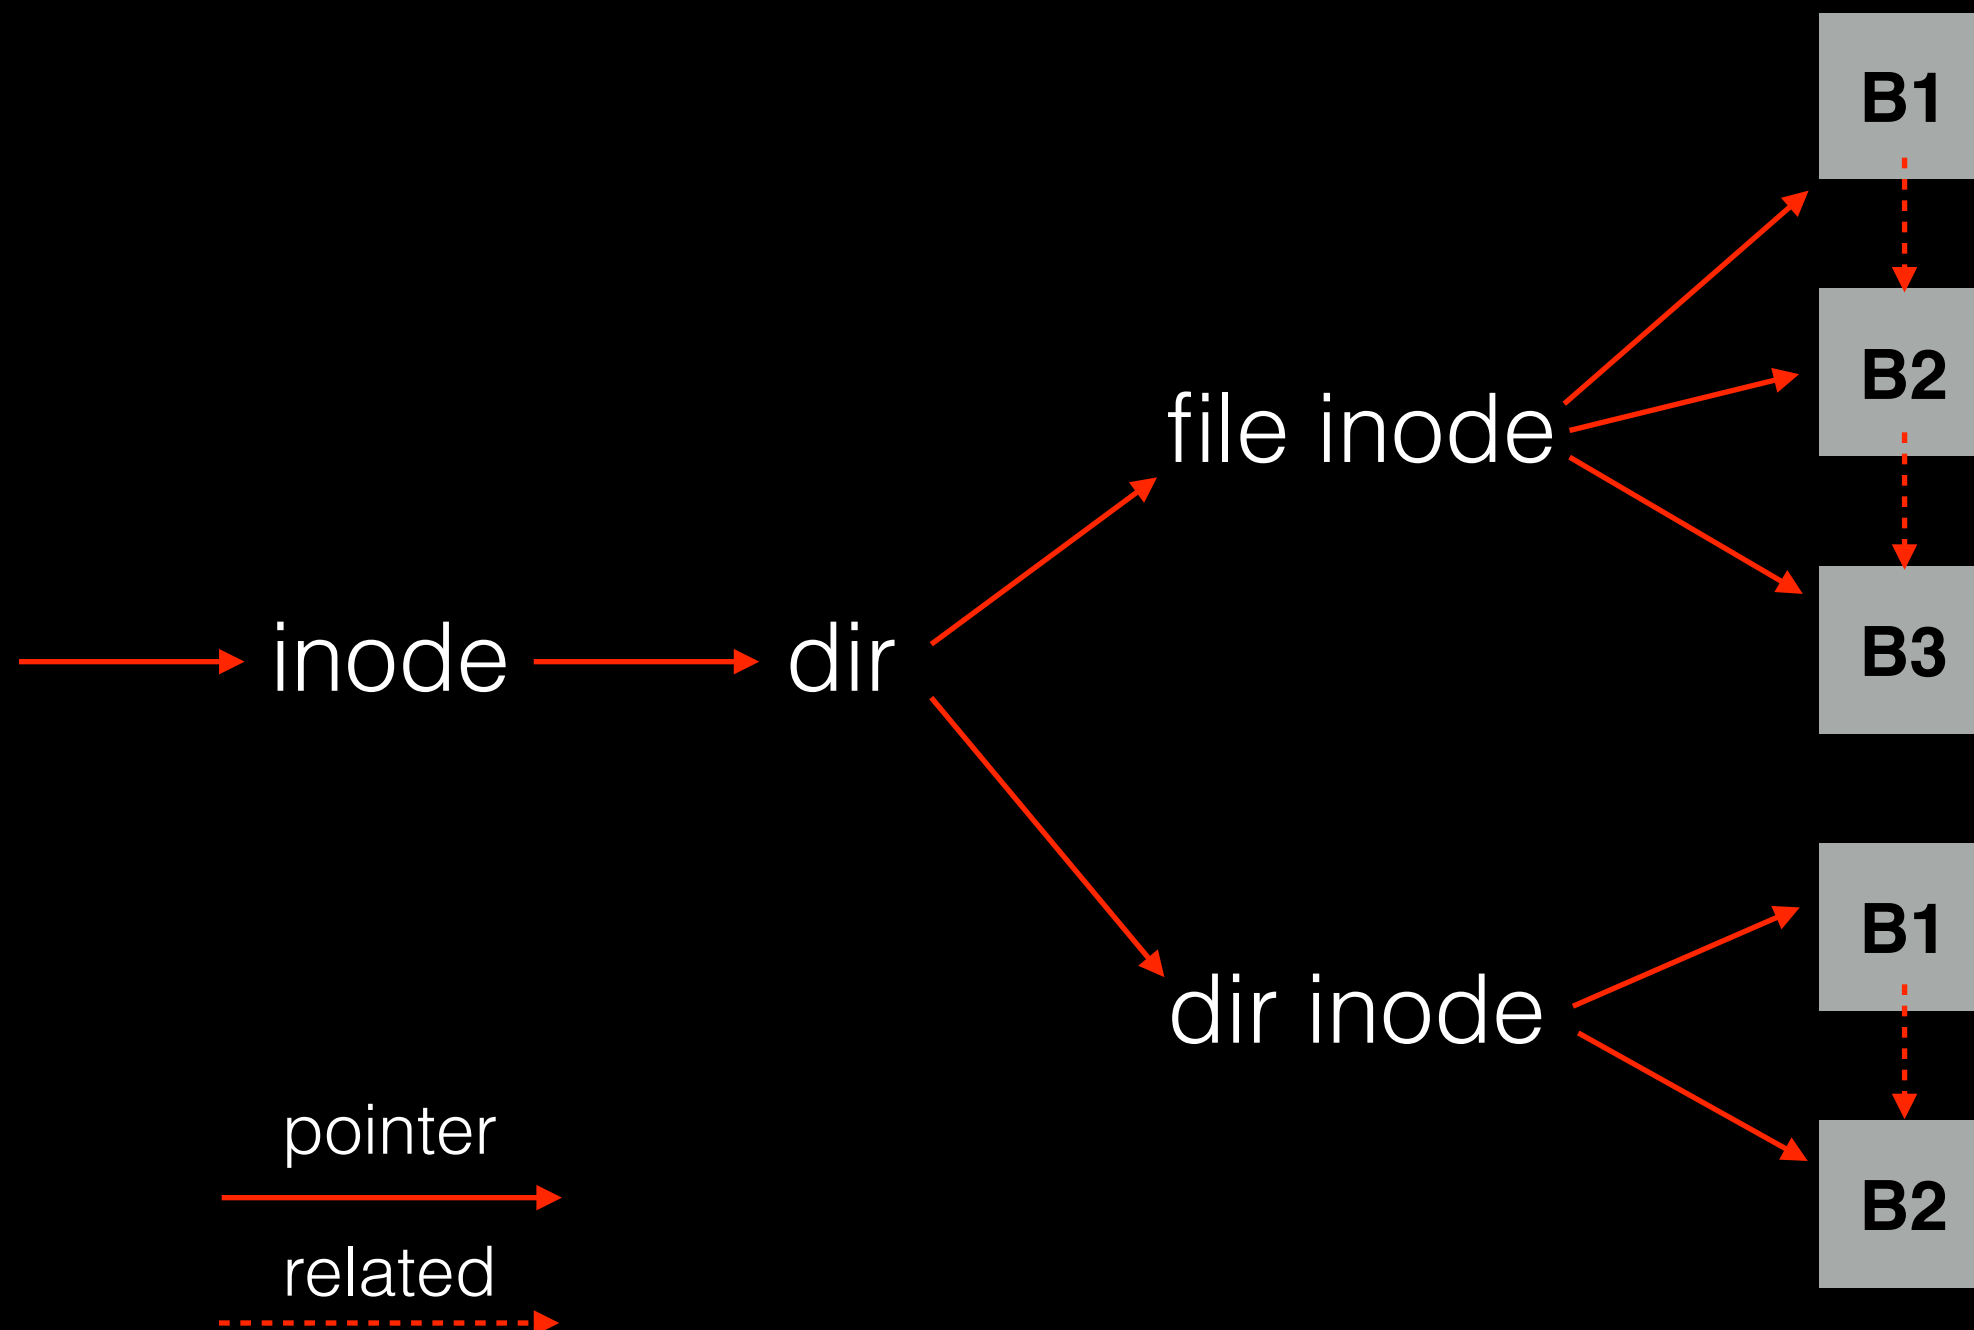 B1
B2
file inode
B3
inode
dir
B1
dir inode
pointer
B2
related